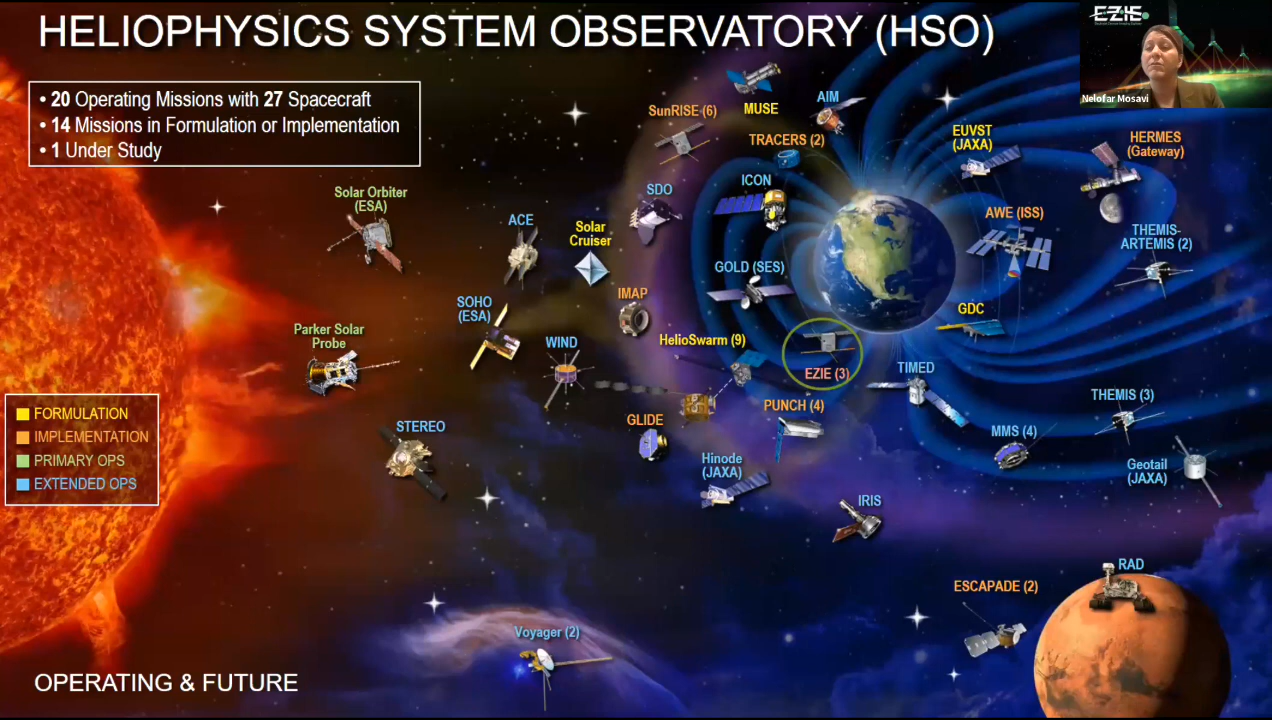 HELIOPHYSICS SYSTEM OBSERVATORY (HSO)
EZIE
Nelofar Mosavi
• 20 Operating Missions with 27 Spacecraft
• 14 Missions in Formulation or Implementation
• 1 Under Study
MUSE
AIM
SunRISE (6)
TRACERS (2)
EUVST
(JAXA)
HERMES
(Gateway)
Solar Orbiter
(ESA)
SDO
ICON
ACE
Solar
Cruiser
AWE (ISS)
THEMIS-
ARTEMIS (2)
GOLD (SES)
SOHO
(ESA)
IMAP
GDC
Parker Solar
Probe
WIND
HelioSwarm (9)
EZIE (3)
TIMED
FORMULATION
IMPLEMENTATION
PRIMARY OPS
EXTENDED OPS
STEREO
GLIDE
PUNCH (4)
THEMIS (3)
MMS (4)
Hinode
(JAXA)
Geotail
(JAXA)
IRIS
RAD
ESCAPADE (2)
Voyager (2)
OPERATING & FUTURE